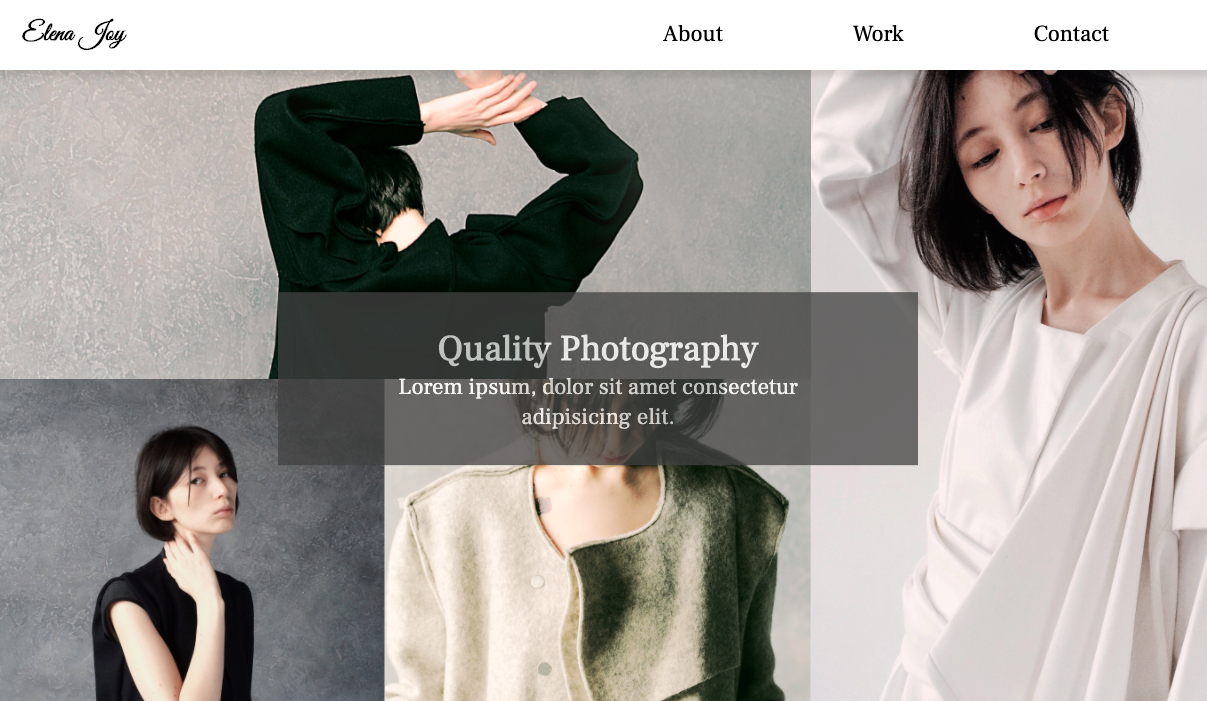 Elena Joy
About
Work
Contact
Quality Photography
Lorem ipsum, dolor sit amet consectetur
adipisicing elit.